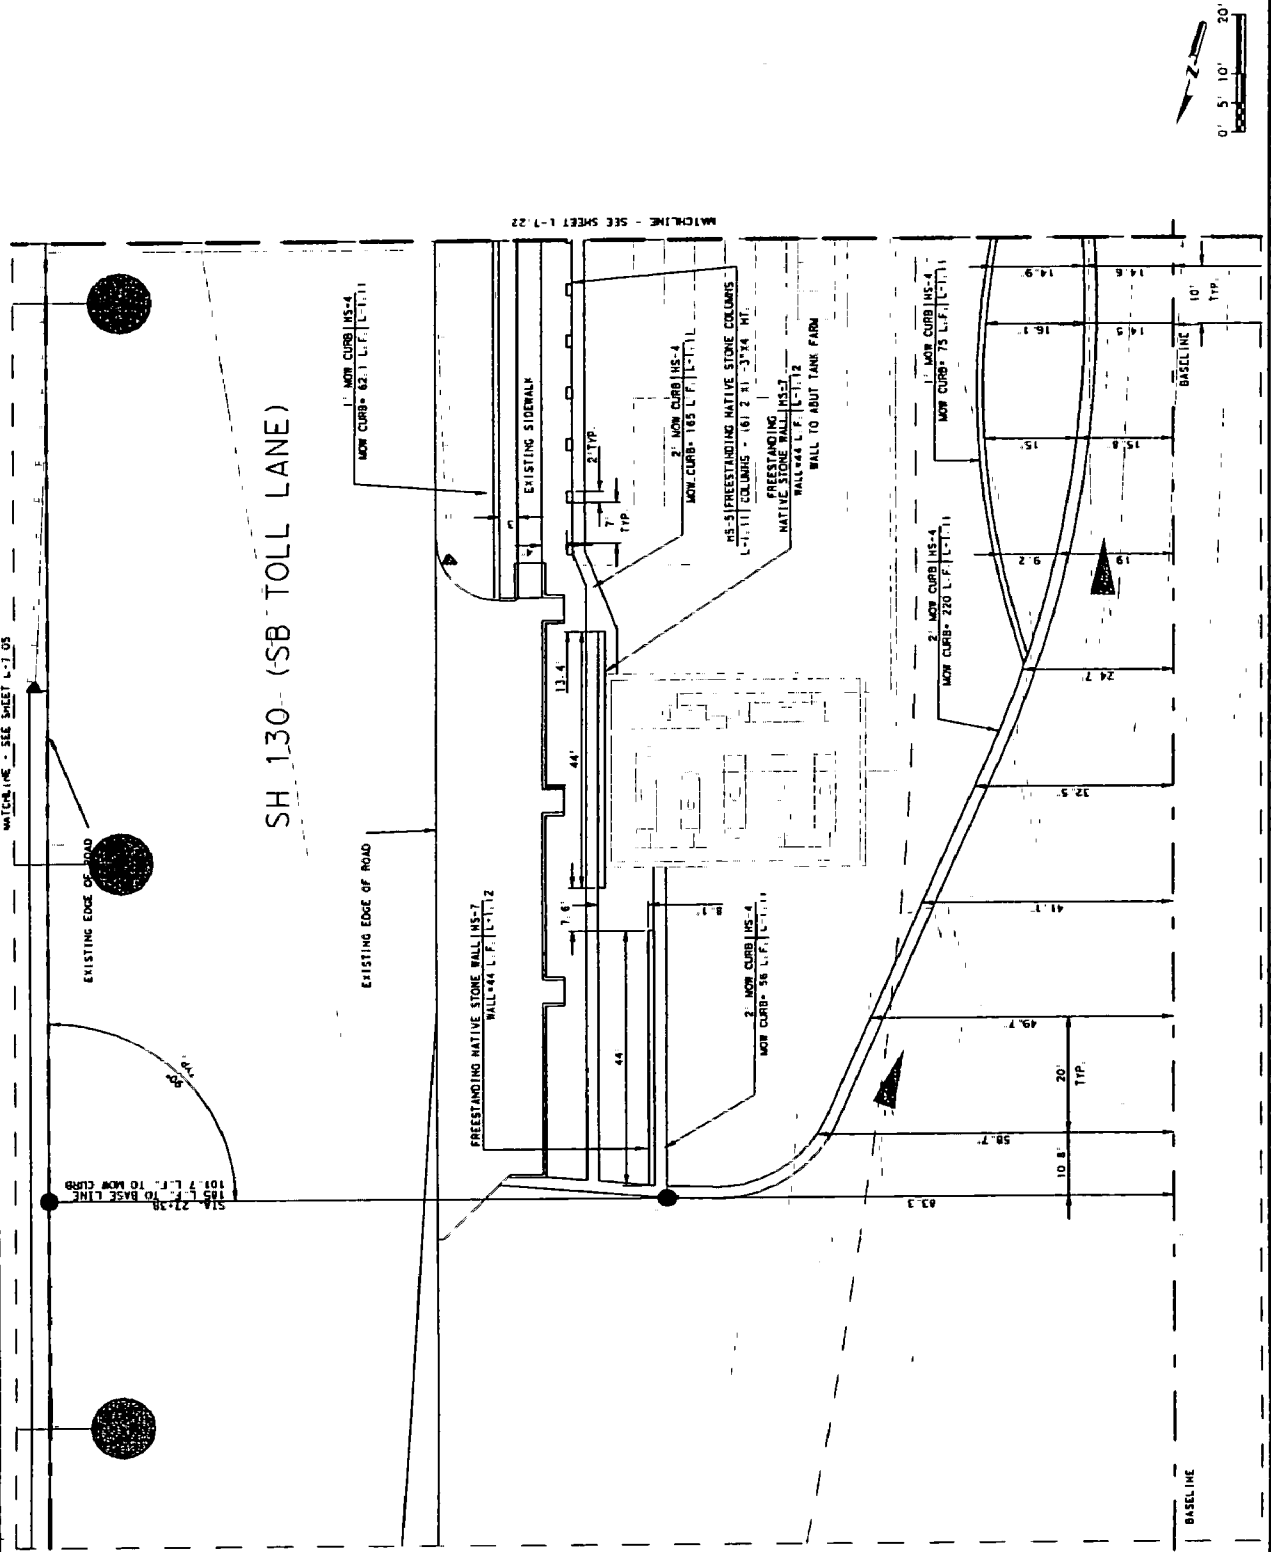 MATCHLINE - SEE SHEET L-7.05
EXISTING EDGE OF ROAD
90°
STA. 27+38
185 L.F. TO BASE LINE
101.7 L.F. TO MOW CURB
SH 130 (SB TOLL LANE)
EXISTING EDGE OF ROAD
1' MOW CURB HS-4
MOW CURB= 62.1 L.F. L-1.11
MATCHLINE - SEE SHEET L-7.22
EXISTING SIDEWALK
2' TYP.
7'
TYP.
2' MOW CURB HS-4
MOW CURB= 165 L.F. L-1.11
HS-5 FREESTANDING NATIVE STONE COLUMNS
L-1.11 COLUMNS - (6) 2'X1'-3"X4' HT.
FREESTANDING
NATIVE STONE WALL HS-7
WALL=44 L.F. L-1.12
WALL TO ABUT TANK FARM
13.4'
44'
7.6'
8.1'
44'
FREESTANDING NATIVE STONE WALL HS-7
WALL=44 L.F. L-1.12
2' MOW CURB HS-4
MOW CURB= 56 L.F. L-1.11
1' MOW CURB HS-4
MOW CURB= 75 L.F. L-1.11
2' MOW CURB HS-4
MOW CURB= 220 L.F. L-1.11
14.9'
14.6'
16.1'
14.5
15'
15.8
9.2
19'
24.7'
32.5'
41.1'
49.7'
58.7'
83.3
20'
TYP.
10.8'
10'
TYP.
BASELINE
BASELINE
N
0' 5' 10' 20'